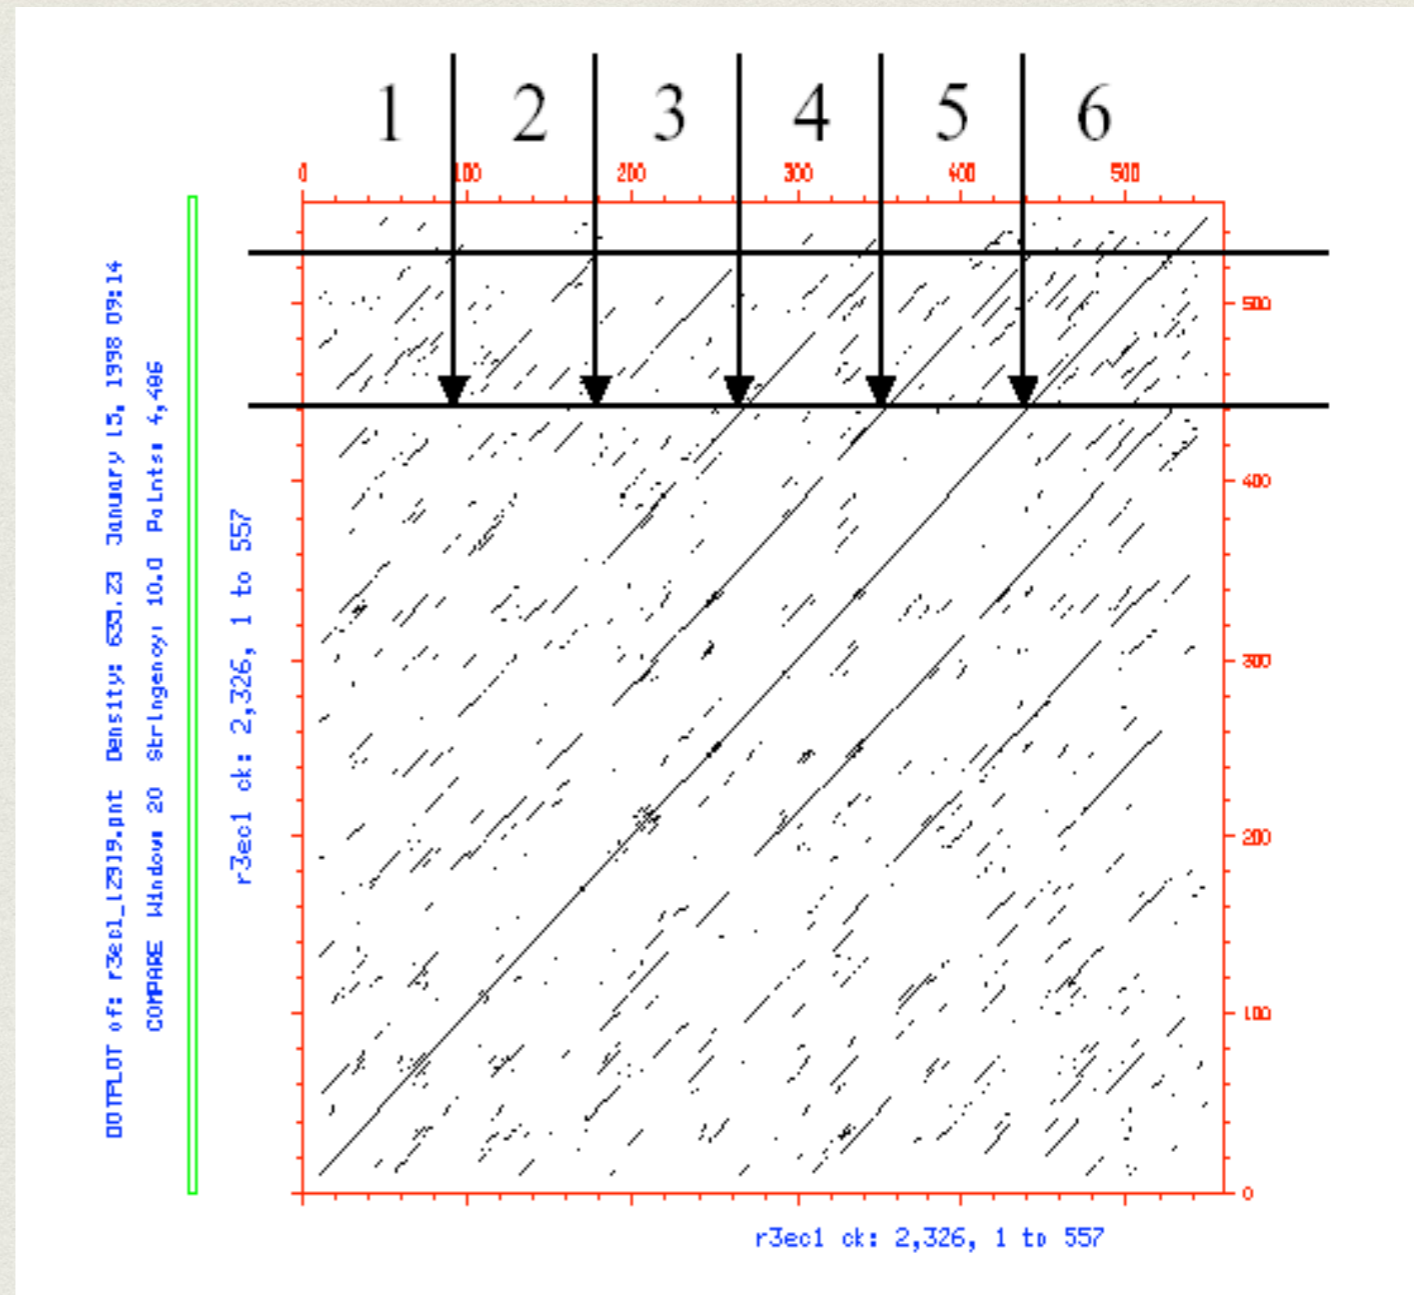 1 2 3 4 5 6
0 100 200 300 400 500
500
400
300
200
100
0
DOTPLOT of: r3ec1_12919.pnt Density: 635.23 January 15, 1998 09:14
COMPARE Window: 20 Stringency: 10.0 Points: 4,486
r3ec1 ck: 2,326, 1 to 557
r3ec1 ck: 2,326, 1 to 557